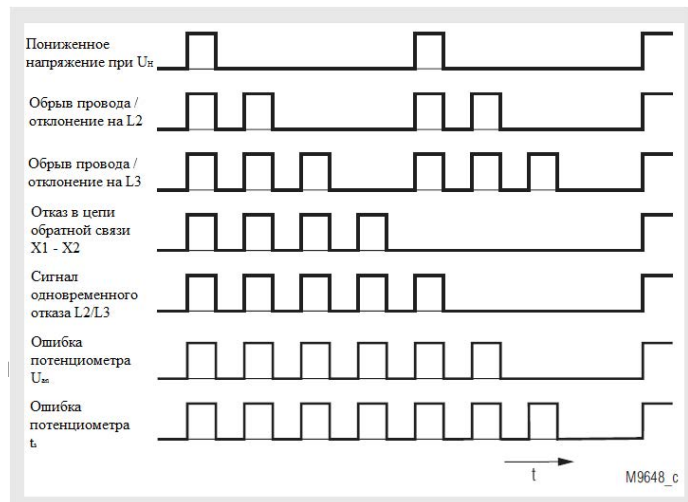 Пониженное
напряжение при Uн
Обрыв провода /
отклонение на L2
Обрыв провода /
отклонение на L3
Отказ в цепи
обратной связи
X1 - X2
Сигнал
одновременного
отказа L2/L3
Ошибка
потенциометра
Uan
Ошибка
потенциометра
t
M9648_c